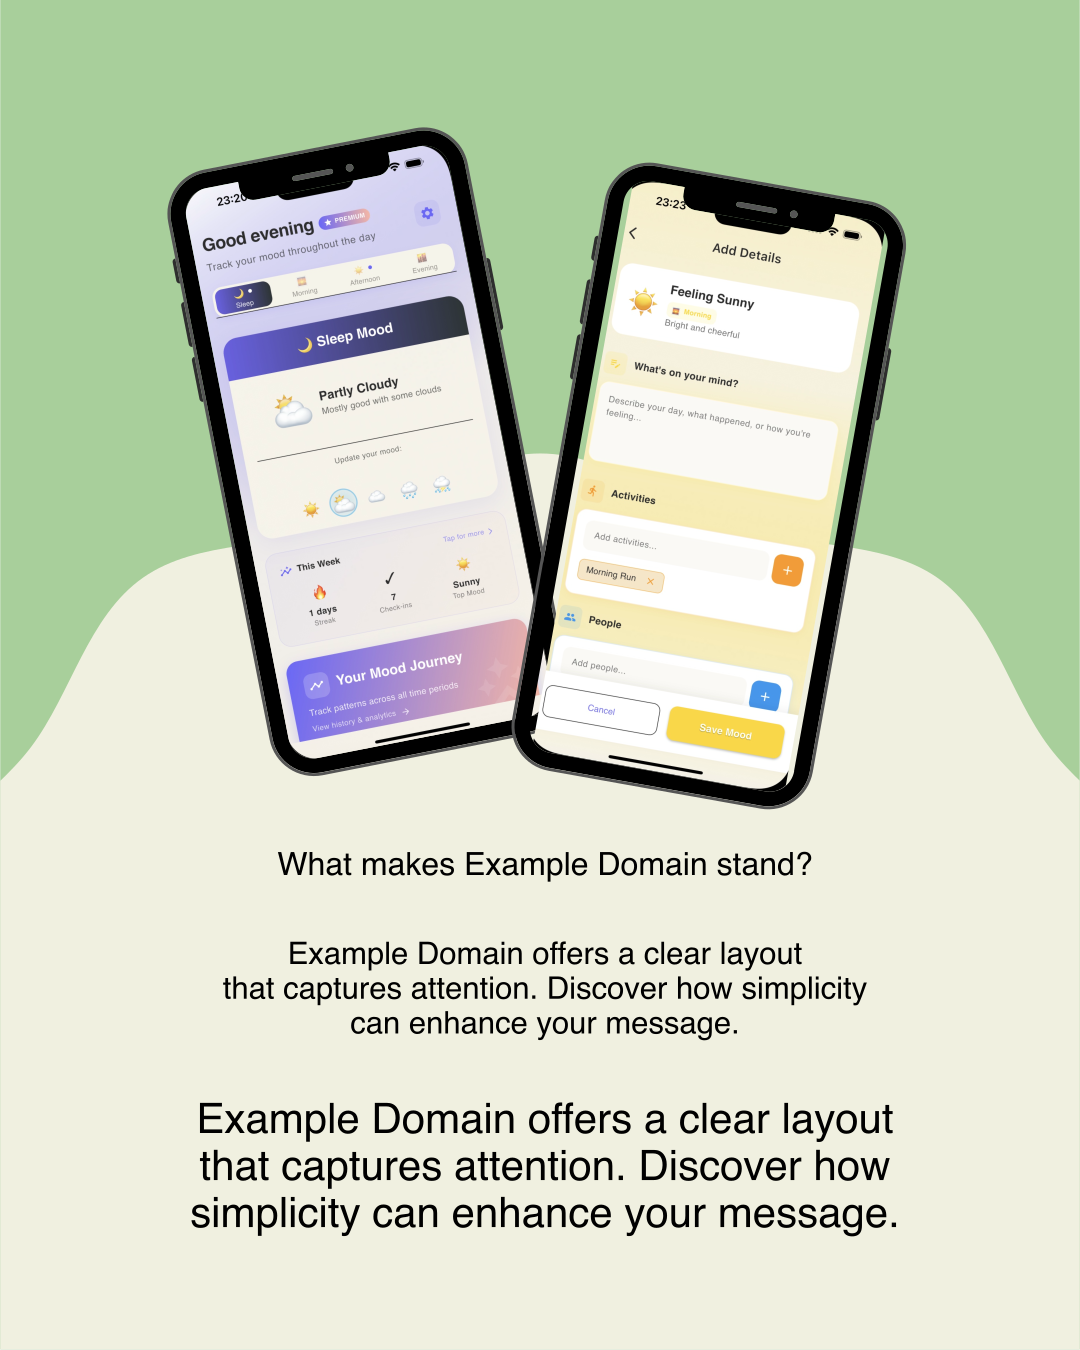 23:20
Good evening
PREMIUM
Track your mood throughout the day
Sleep
Morning
Afternoon
Evening
Sleep Mood
Partly Cloudy
Mostly good with some clouds
Update your mood:
This Week
Tap for more
1 days
Streak
7
Check-ins
Sunny
Top Mood
Your Mood Journey
Track patterns across all time periods
View history & analytics
23:23
Add Details
Feeling Sunny
Morning
Bright and cheerful
What's on your mind?
Describe your day, what happened, or how you're
feeling...
Activities
Add activities...
Morning Run
People
Add people...
Cancel
Save Mood
What makes Example Domain stand?
Example Domain offers a clear layout
that captures attention. Discover how simplicity
can enhance your message.
Example Domain offers a clear layout
that captures attention. Discover how
simplicity can enhance your message.